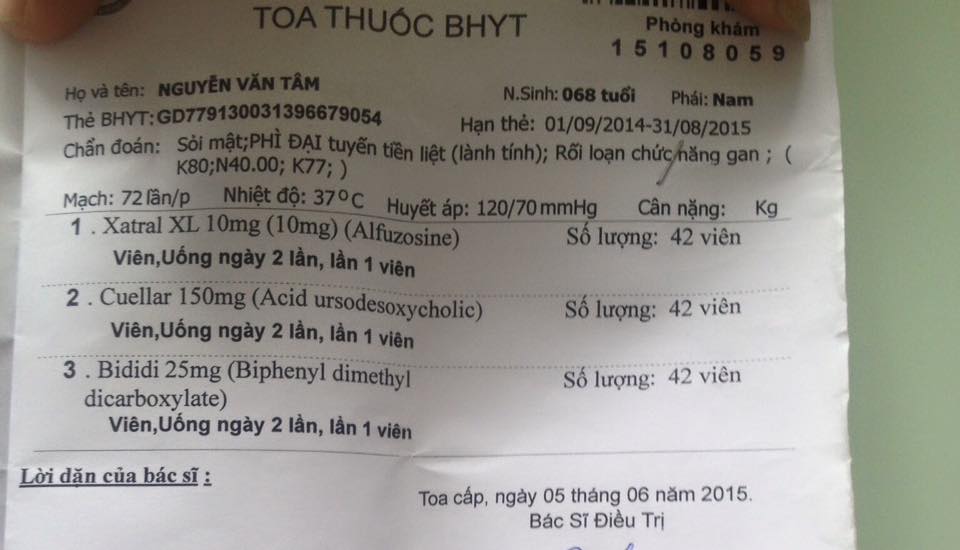 TOA THUỐC BHYT
Phòng khám
15108059
Họ và tên: NGUYỄN VĂN TÂM N.Sinh: 068 tuổi Phái: Nam
Thẻ BHYT: GD779130031396679054 Hạn thẻ: 01/09/2014-31/08/2015
Chẩn đoán: Sỏi mật;PHÌ ĐẠI tuyến tiền liệt (lành tính); Rối loạn chức năng gan ; (
K80;N40.00; K77; )
Mạch: 72 lần/p Nhiệt độ: 37°C Huyết áp: 120/70 mmHg Cân nặng: Kg
1 . Xatral XL 10mg (10mg) (Alfuzosine) Số lượng: 42 viên
Viên,Uống ngày 2 lần, lần 1 viên
2 . Cuellar 150mg (Acid ursodesoxycholic) Số lượng: 42 viên
Viên,Uống ngày 2 lần, lần 1 viên
3 . Bididi 25mg (Biphenyl dimethyl Số lượng: 42 viên
dicarboxylate)
Viên,Uống ngày 2 lần, lần 1 viên
Lời dặn của bác sĩ :
Toa cấp, ngày 05 tháng 06 năm 2015.
Bác Sĩ Điều Trị